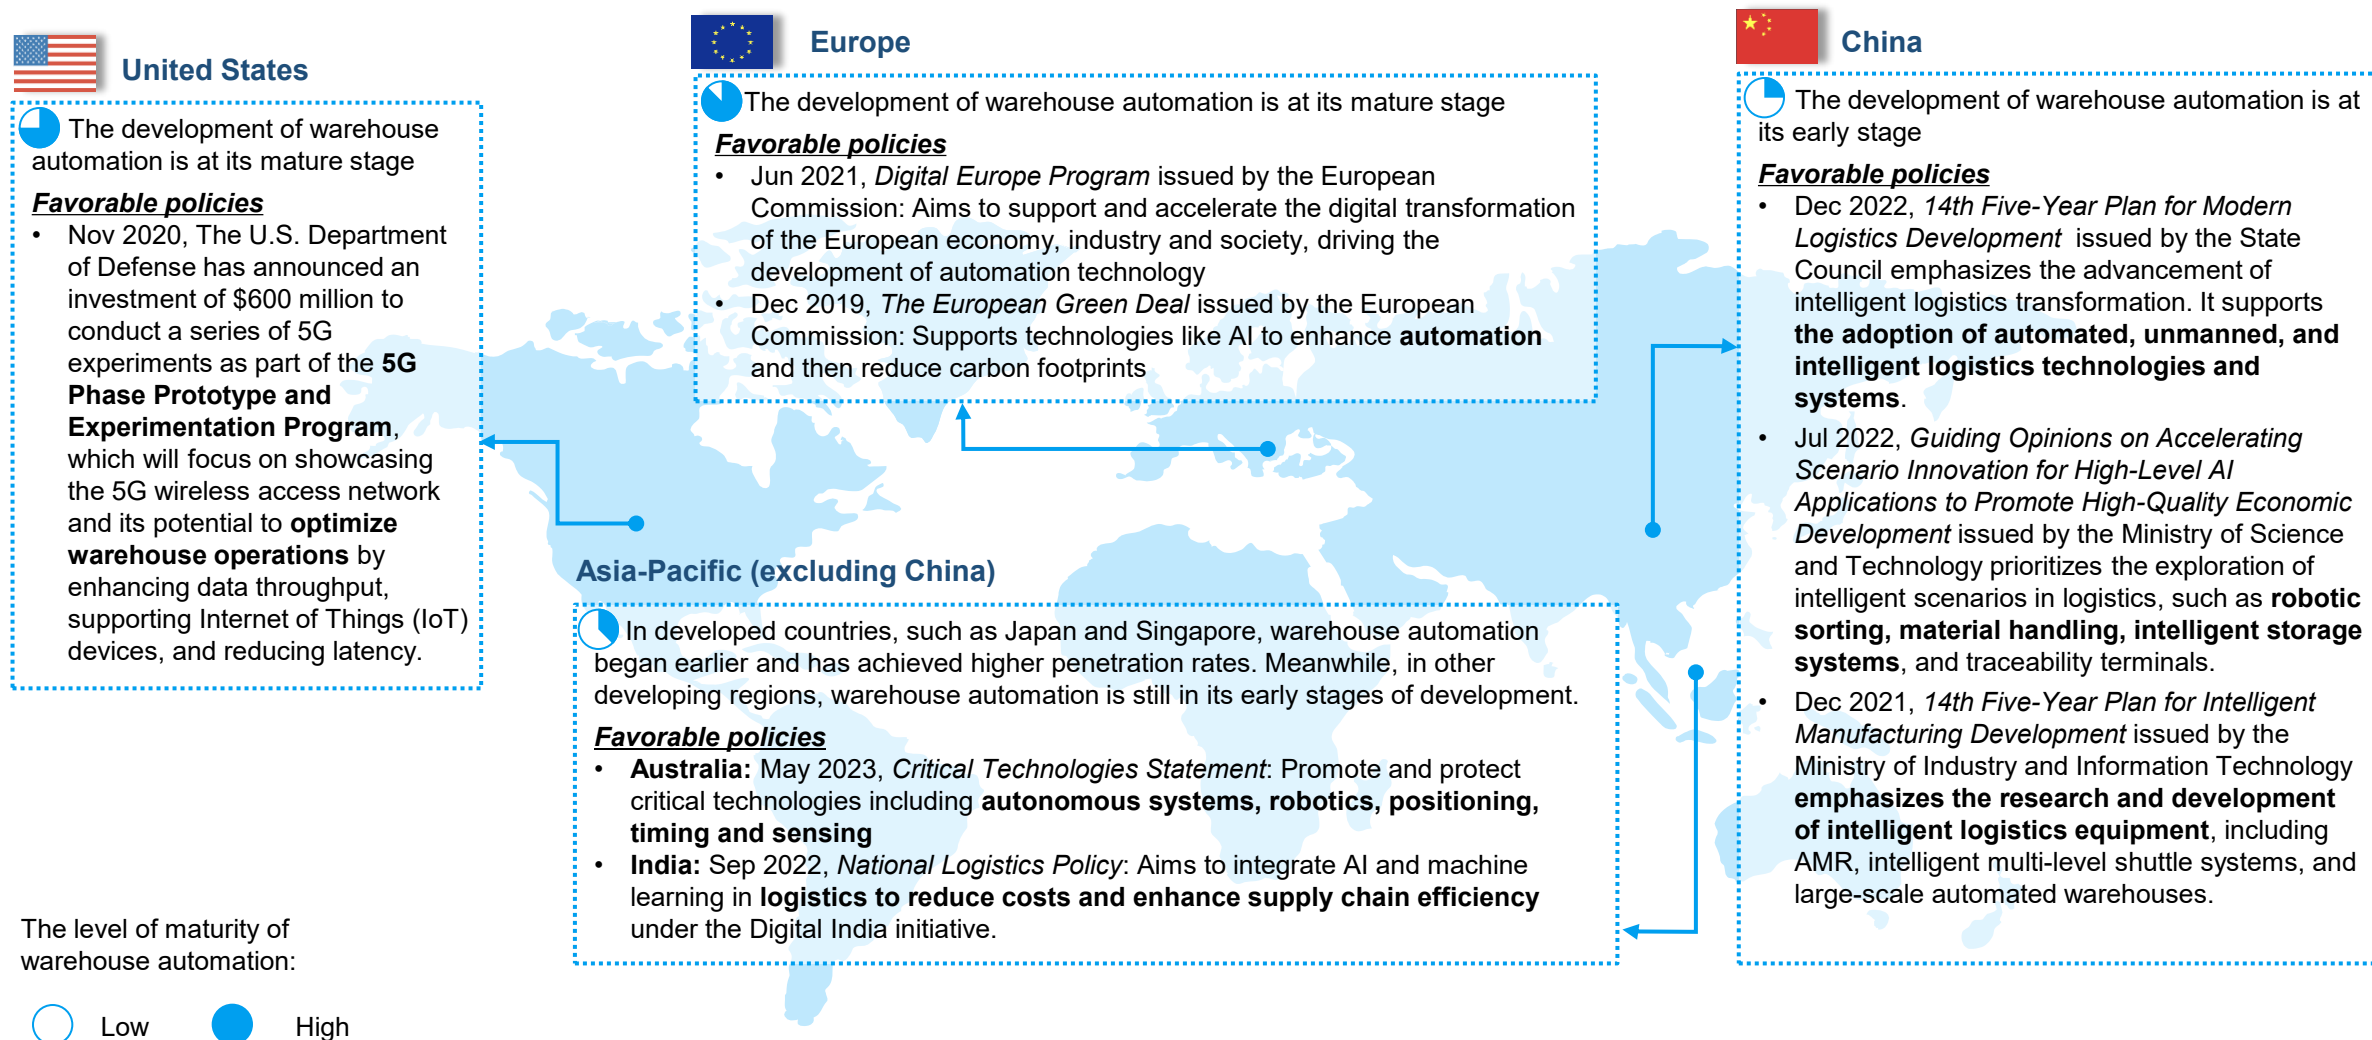 United States
The development of warehouse
automation is at its mature stage
Favorable policies
• Nov 2020, The U.S. Department
of Defense has announced an
investment of $600 million to
conduct a series of 5G
experiments as part of the 5G
Phase Prototype and
Experimentation Program,
which will focus on showcasing
the 5G wireless access network
and its potential to optimize
warehouse operations by
enhancing data throughput,
supporting Internet of Things (IoT)
devices, and reducing latency.
Europe
The development of warehouse automation is at its mature stage
Favorable policies
• Jun 2021, Digital Europe Program issued by the European
Commission: Aims to support and accelerate the digital transformation
of the European economy, industry and society, driving the
development of automation technology
• Dec 2019, The European Green Deal issued by the European
Commission: Supports technologies like AI to enhance automation
and then reduce carbon footprints
China
The development of warehouse automation is at
its early stage
Favorable policies
• Dec 2022, 14th Five-Year Plan for Modern
Logistics Development issued by the State
Council emphasizes the advancement of
intelligent logistics transformation. It supports
the adoption of automated, unmanned, and
intelligent logistics technologies and
systems.
• Jul 2022, Guiding Opinions on Accelerating
Scenario Innovation for High-Level AI
Applications to Promote High-Quality Economic
Development issued by the Ministry of Science
and Technology prioritizes the exploration of
intelligent scenarios in logistics, such as robotic
sorting, material handling, intelligent storage
systems, and traceability terminals.
• Dec 2021, 14th Five-Year Plan for Intelligent
Manufacturing Development issued by the
Ministry of Industry and Information Technology
emphasizes the research and development
of intelligent logistics equipment, including
AMR, intelligent multi-level shuttle systems, and
large-scale automated warehouses.
Asia-Pacific (excluding China)
In developed countries, such as Japan and Singapore, warehouse automation
began earlier and has achieved higher penetration rates. Meanwhile, in other
developing regions, warehouse automation is still in its early stages of development.
Favorable policies
• Australia: May 2023, Critical Technologies Statement: Promote and protect
critical technologies including autonomous systems, robotics, positioning,
timing and sensing
• India: Sep 2022, National Logistics Policy: Aims to integrate AI and machine
learning in logistics to reduce costs and enhance supply chain efficiency
under the Digital India initiative.
The level of maturity of
warehouse automation:
Low High